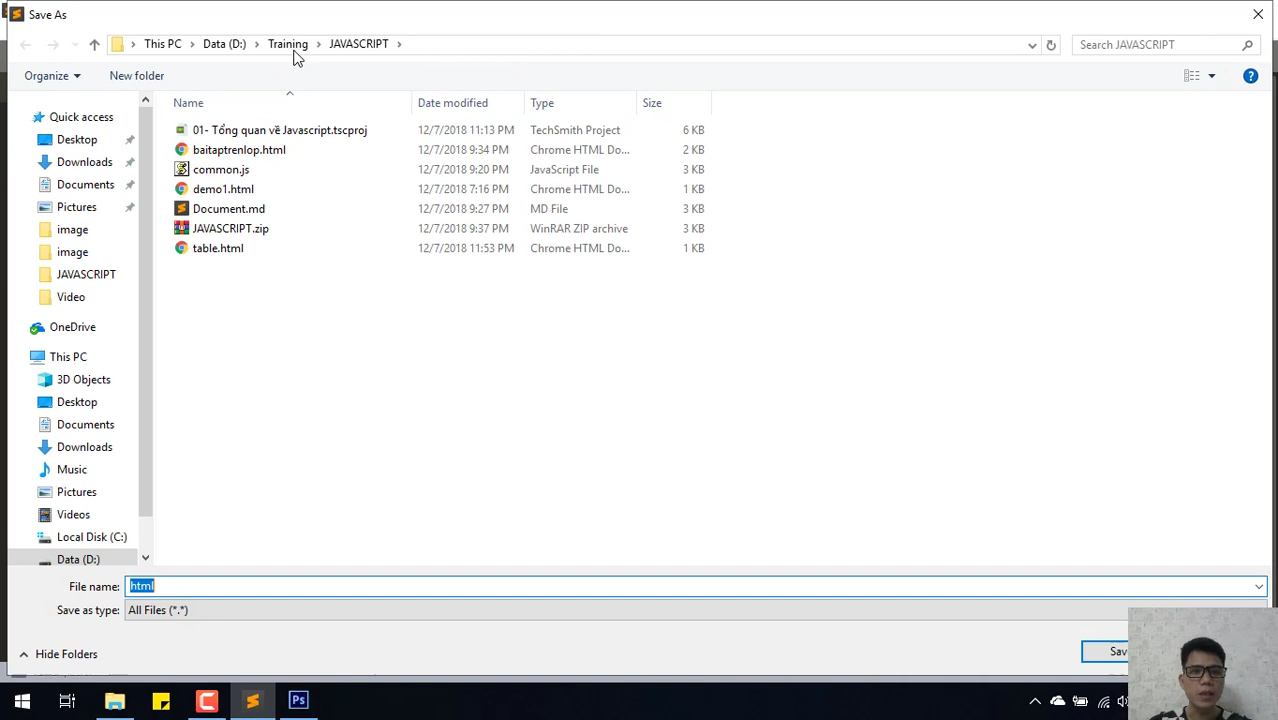 Save As
This PC > Data (D:) > Training > JAVASCRIPT >
Search JAVASCRIPT
Organize
New folder
Name
Date modified
Type
Size
01- Tổng quan về Javascript.tscproj 12/7/2018 11:13 PM TechSmith Project 6 KB
baitaptrenlop.html 12/7/2018 9:34 PM Chrome HTML Do... 2 KB
common.js 12/7/2018 9:20 PM JavaScript File 3 KB
demo1.html 12/7/2018 7:16 PM Chrome HTML Do... 1 KB
Document.md 12/7/2018 9:27 PM MD File 3 KB
JAVASCRIPT.zip 12/7/2018 9:37 PM WinRAR ZIP archive 3 KB
table.html 12/7/2018 11:53 PM Chrome HTML Do... 1 KB
Quick access
Desktop
Downloads
Documents
Pictures
image
image
JAVASCRIPT
Video
OneDrive
This PC
3D Objects
Desktop
Documents
Downloads
Music
Pictures
Videos
Local Disk (C:)
Data (D:)
File name: html
Save as type: All Files (*.*)
Hide Folders
Sav
Ps